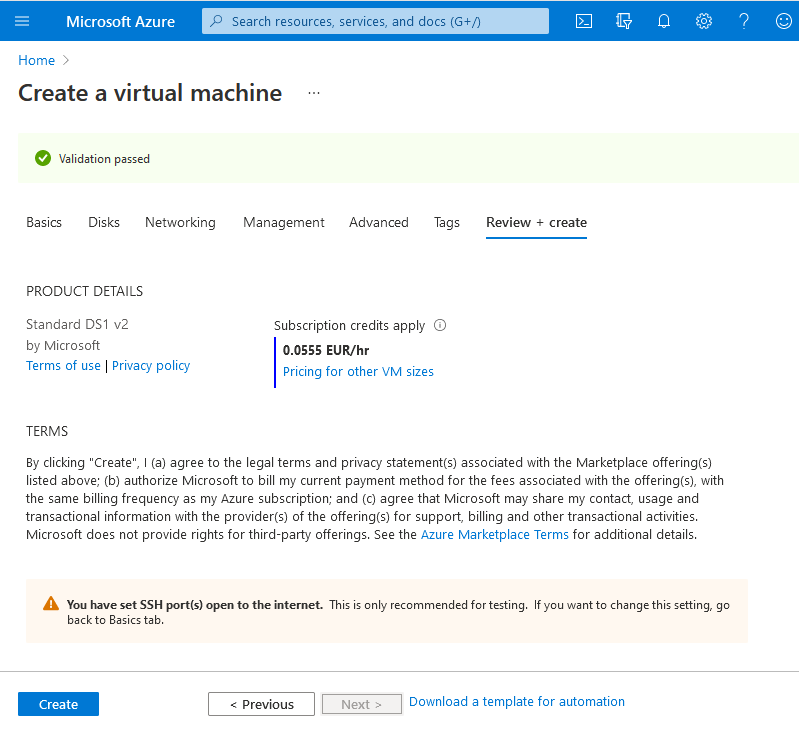 Microsoft Azure
Search resources, services, and docs (G+/)
Home
Create a virtual machine ...
Validation passed
Basics Disks Networking Management Advanced Tags Review + create
PRODUCT DETAILS
Standard DS1 v2
by Microsoft
Terms of use | Privacy policy
Subscription credits apply
0.0555 EUR/hr
Pricing for other VM sizes
TERMS
By clicking "Create", I (a) agree to the legal terms and privacy statement(s) associated with the Marketplace offering(s)
listed above; (b) authorize Microsoft to bill my current payment method for the fees associated with the offering(s), with
the same billing frequency as my Azure subscription; and (c) agree that Microsoft may share my contact, usage and
transactional information with the provider(s) of the offering(s) for support, billing and other transactional activities.
Microsoft does not provide rights for third-party offerings. See the Azure Marketplace Terms for additional details.
You have set SSH port(s) open to the internet. This is only recommended for testing. If you want to change this setting, go
back to Basics tab.
Create < Previous Next > Download a template for automation